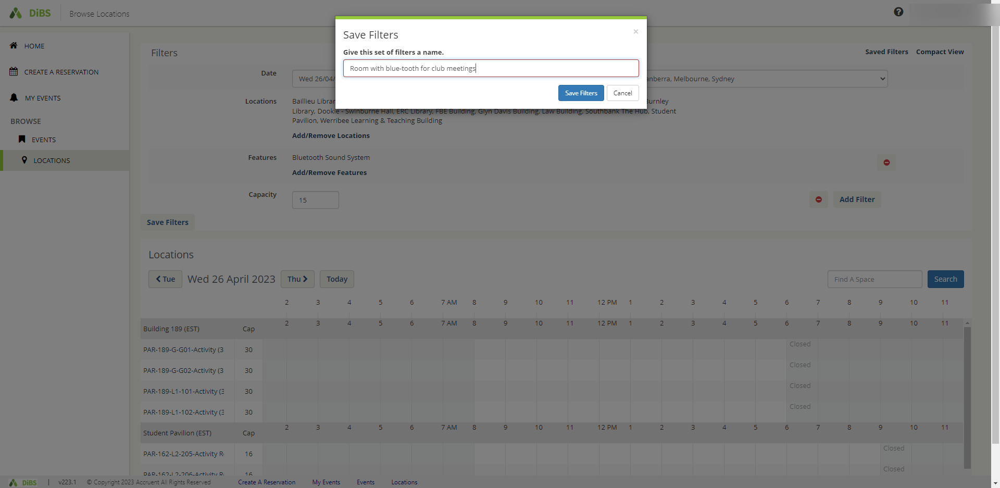 DiBS
Browse Locations
HOME
CREATE A RESERVATION
MY EVENTS
BROWSE
EVENTS
LOCATIONS
Save Filters
×
Give this set of filters a name.
Room with blue-tooth for club meetings
Save Filters Cancel
Filters
Saved Filters Compact View
Date Wed 26/04/ anberra, Melbourne, Sydney
Locations Baillieu Librar Burnley
Library, Dookie - Swinburne Hall, ERC Library, FBE Building, Glyn Davis Building, Law Building, Southbank The Hub, Student
Pavilion, Werribee Learning & Teaching Building
Add/Remove Locations
Features Bluetooth Sound System
Add/Remove Features
Capacity 15 Add Filter
Save Filters
Locations
Tue Wed 26 April 2023 Thu Today Find A Space Search
2 3 4 5 6 7 AM 8 9 10 11 12 PM 1 2 3 4 5 6 7 8 9 10 11
Building 189 (EST) Cap 2 3 4 5 6 7 AM 8 9 10 11 12 PM 1 2 3 4 5 6 7 8 9 10 11
PAR-189-G-G01-Activity (3 30 Closed
PAR-189-G-G02-Activity (3 30 Closed
PAR-189-L1-101-Activity (3 30 Closed
PAR-189-L1-102-Activity (3 30 Closed
Student Pavilion (EST) Cap 2 3 4 5 6 7 AM 8 9 10 11 12 PM 1 2 3 4 5 6 7 8 9 10 11
PAR-162-L2-205-Activity R 16 Closed
PAR-162-L2-206-Activity R 16 Closed
DiBS | v223.1 © Copyright 2023 Accruent All Rights Reserved Create A Reservation My Events Events Locations